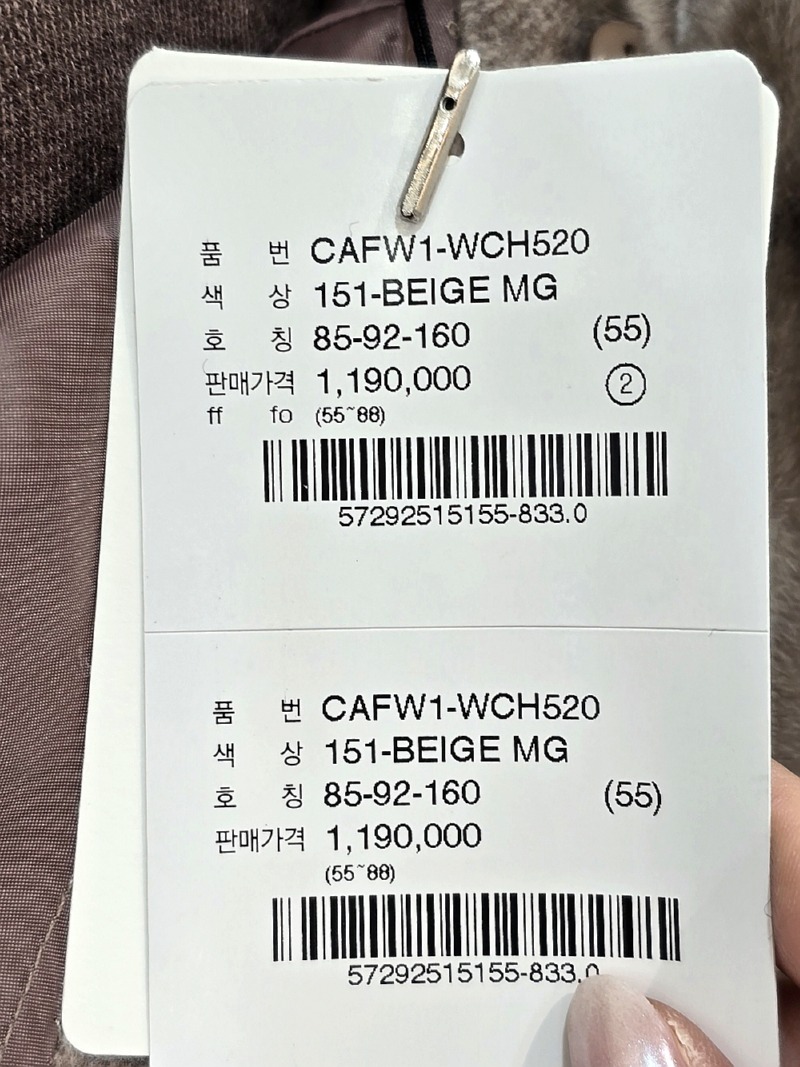 품 번 CAFW1-WCH520
색 상 151-BEIGE MG
호 칭 85-92-160 (55)
판매가격 1,190,000 ②
ff fo (55~88)
57292515155-833.0
품 번 CAFW1-WCH520
색 상 151-BEIGE MG
호 칭 85-92-160 (55)
판매가격 1,190,000
(55~88)
57292515155-833.0